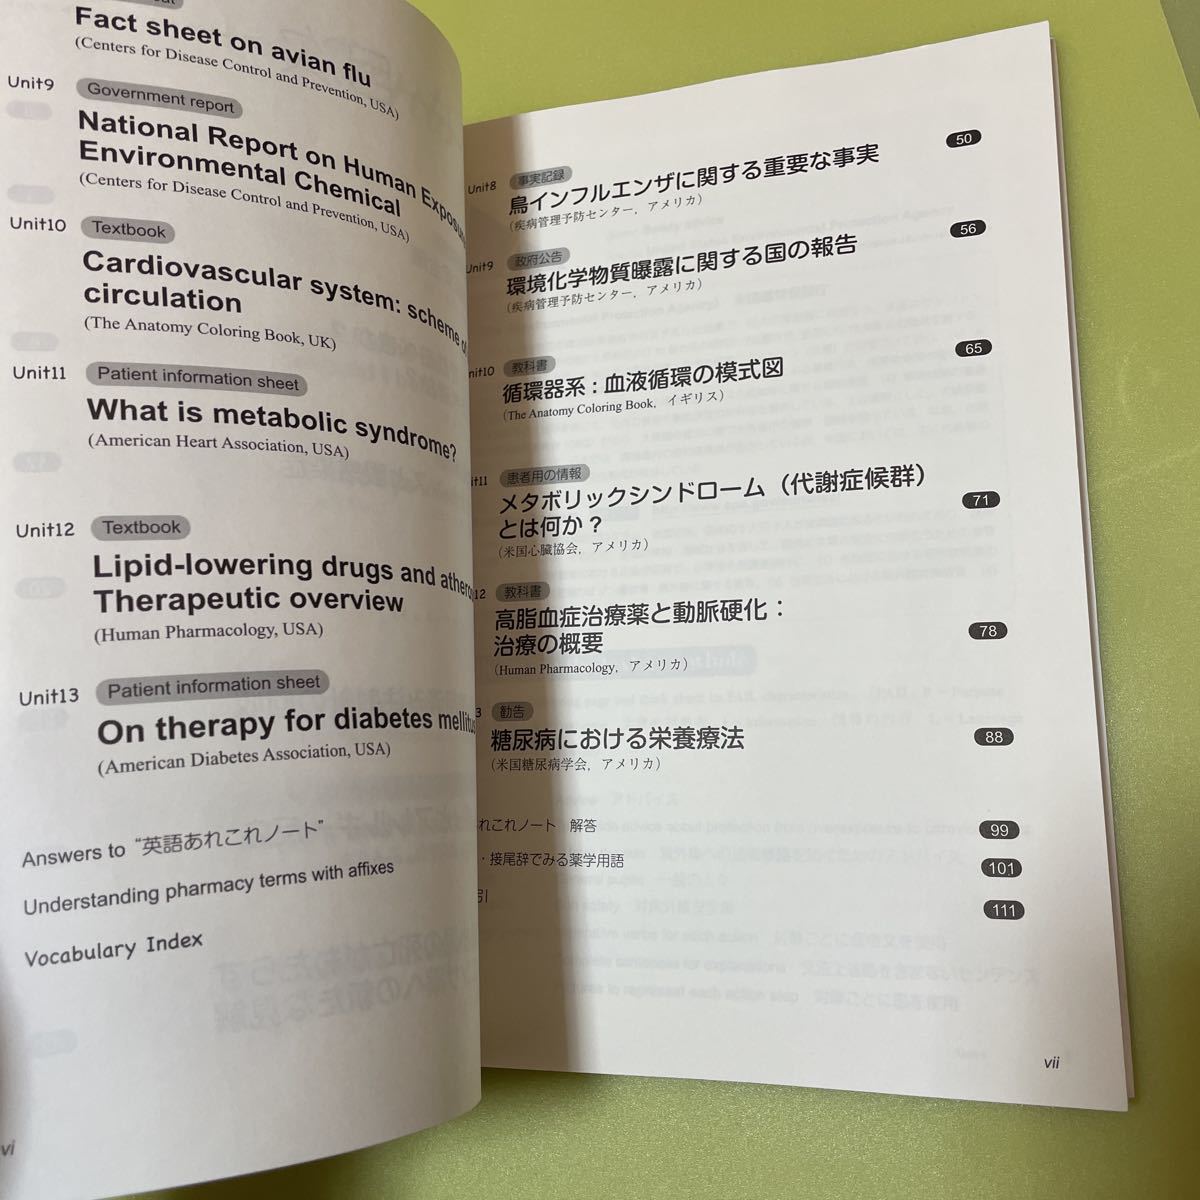 Fact sheet on avian flu
(Centers for Disease Control and Prevention, USA)
Unit9 Government report
National Report on Human
Environmental Chemical
(Centers for Disease Control and Prevention, USA)
Unit10 Textbook
Cardiovascular system: scheme
circulation
(The Anatomy Coloring Book, UK)
Unit11 Patient information sheet
What is metabolic syndrome?
(American Heart Association, USA)
Unit12 Textbook
Lipid-lowering drugs and
Therapeutic overview
(Human Pharmacology, USA)
Unit13 Patient information sheet
On therapy for diabetes
(American Diabetes Association, USA)
Answers to “英語あれこれノート”
Understanding pharmacy terms with affixes
Vocabulary Index
vi
Unit8 事実記録
鳥インフルエンザに関する重要な事実 50
(疾病管理予防センター，アメリカ)
Unit9 政府公告
環境化学物質曝露に関する国の報告 56
(疾病管理予防センター，アメリカ)
nit10 教科書
循環器系：血液循環の模式図 65
(The Anatomy Coloring Book，イギリス)
it11 患者用の情報
メタボリックシンドローム（代謝症候群）
とは何か？ 71
(米国心臓協会，アメリカ)
12 教科書
高脂血症治療薬と動脈硬化：
治療の概要 78
(Human Pharmacology，アメリカ)
3 勧告
糖尿病における栄養療法 88
(米国糖尿病学会，アメリカ)
れこれノート 解答 99
・接尾辞でみる薬学用語 101
引 111
vii